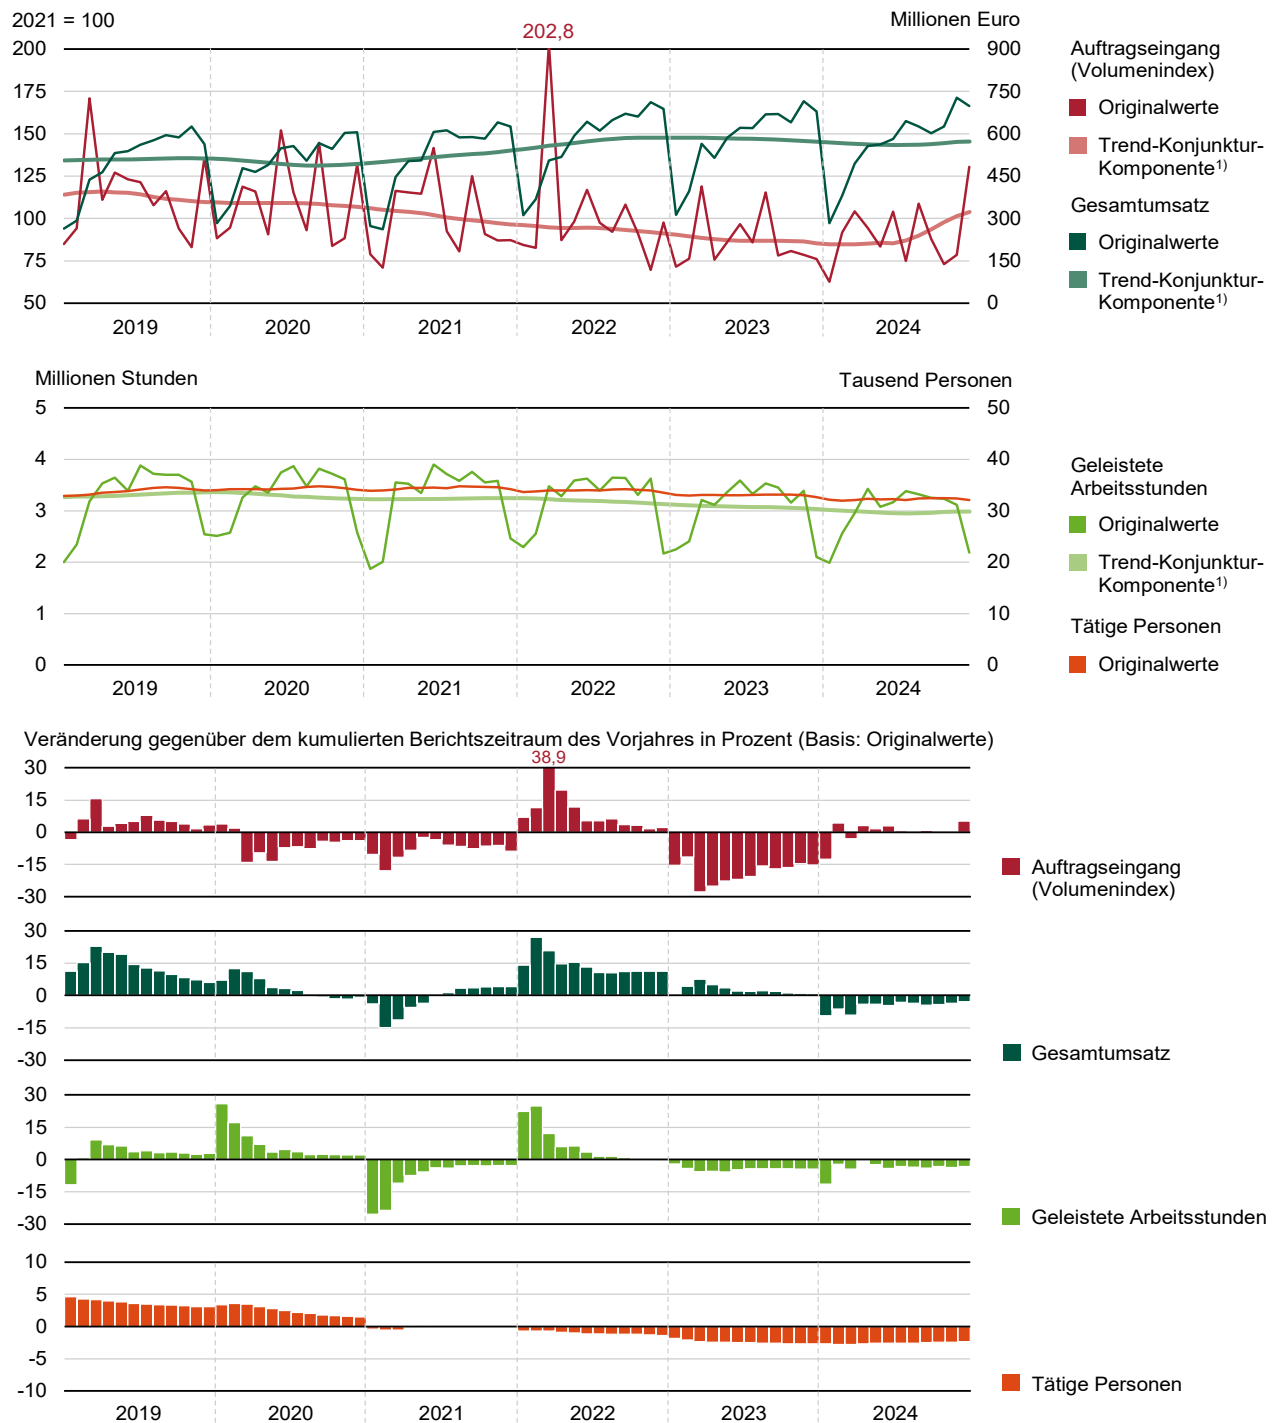 2021 = 100
Millionen Euro
202,8
200
175
150
125
100
75
50
900
750
600
450
300
150
0
2019
2020
2021
2022
2023
2024
Auftragseingang
(Volumenindex)
Originalwerte
Trend-Konjunktur-
Komponente1)
Gesamtumsatz
Originalwerte
Trend-Konjunktur-
Komponente1)
Millionen Stunden
Tausend Personen
5
4
3
2
1
0
50
40
30
20
10
0
2019
2020
2021
2022
2023
2024
Geleistete
Arbeitsstunden
Originalwerte
Trend-Konjunktur-
Komponente1)
Tätige Personen
Originalwerte
Veränderung gegenüber dem kumulierten Berichtszeitraum des Vorjahres in Prozent (Basis: Originalwerte)
38,9
30
15
0
-15
-30
Auftragseingang
(Volumenindex)
30
15
0
-15
-30
Gesamtumsatz
30
15
0
-15
-30
Geleistete Arbeitsstunden
10
5
0
-5
-10
Tätige Personen
2019
2020
2021
2022
2023
2024